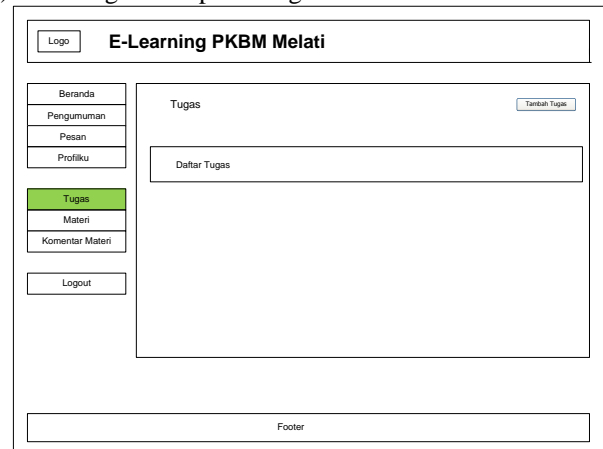 Logo
E-Learning PKBM Melati
Beranda
Pengumuman
Pesan
Profilku
Tugas
Materi
Komentar Materi
Logout
Tugas
Tambah Tugas
Daftar Tugas
Footer